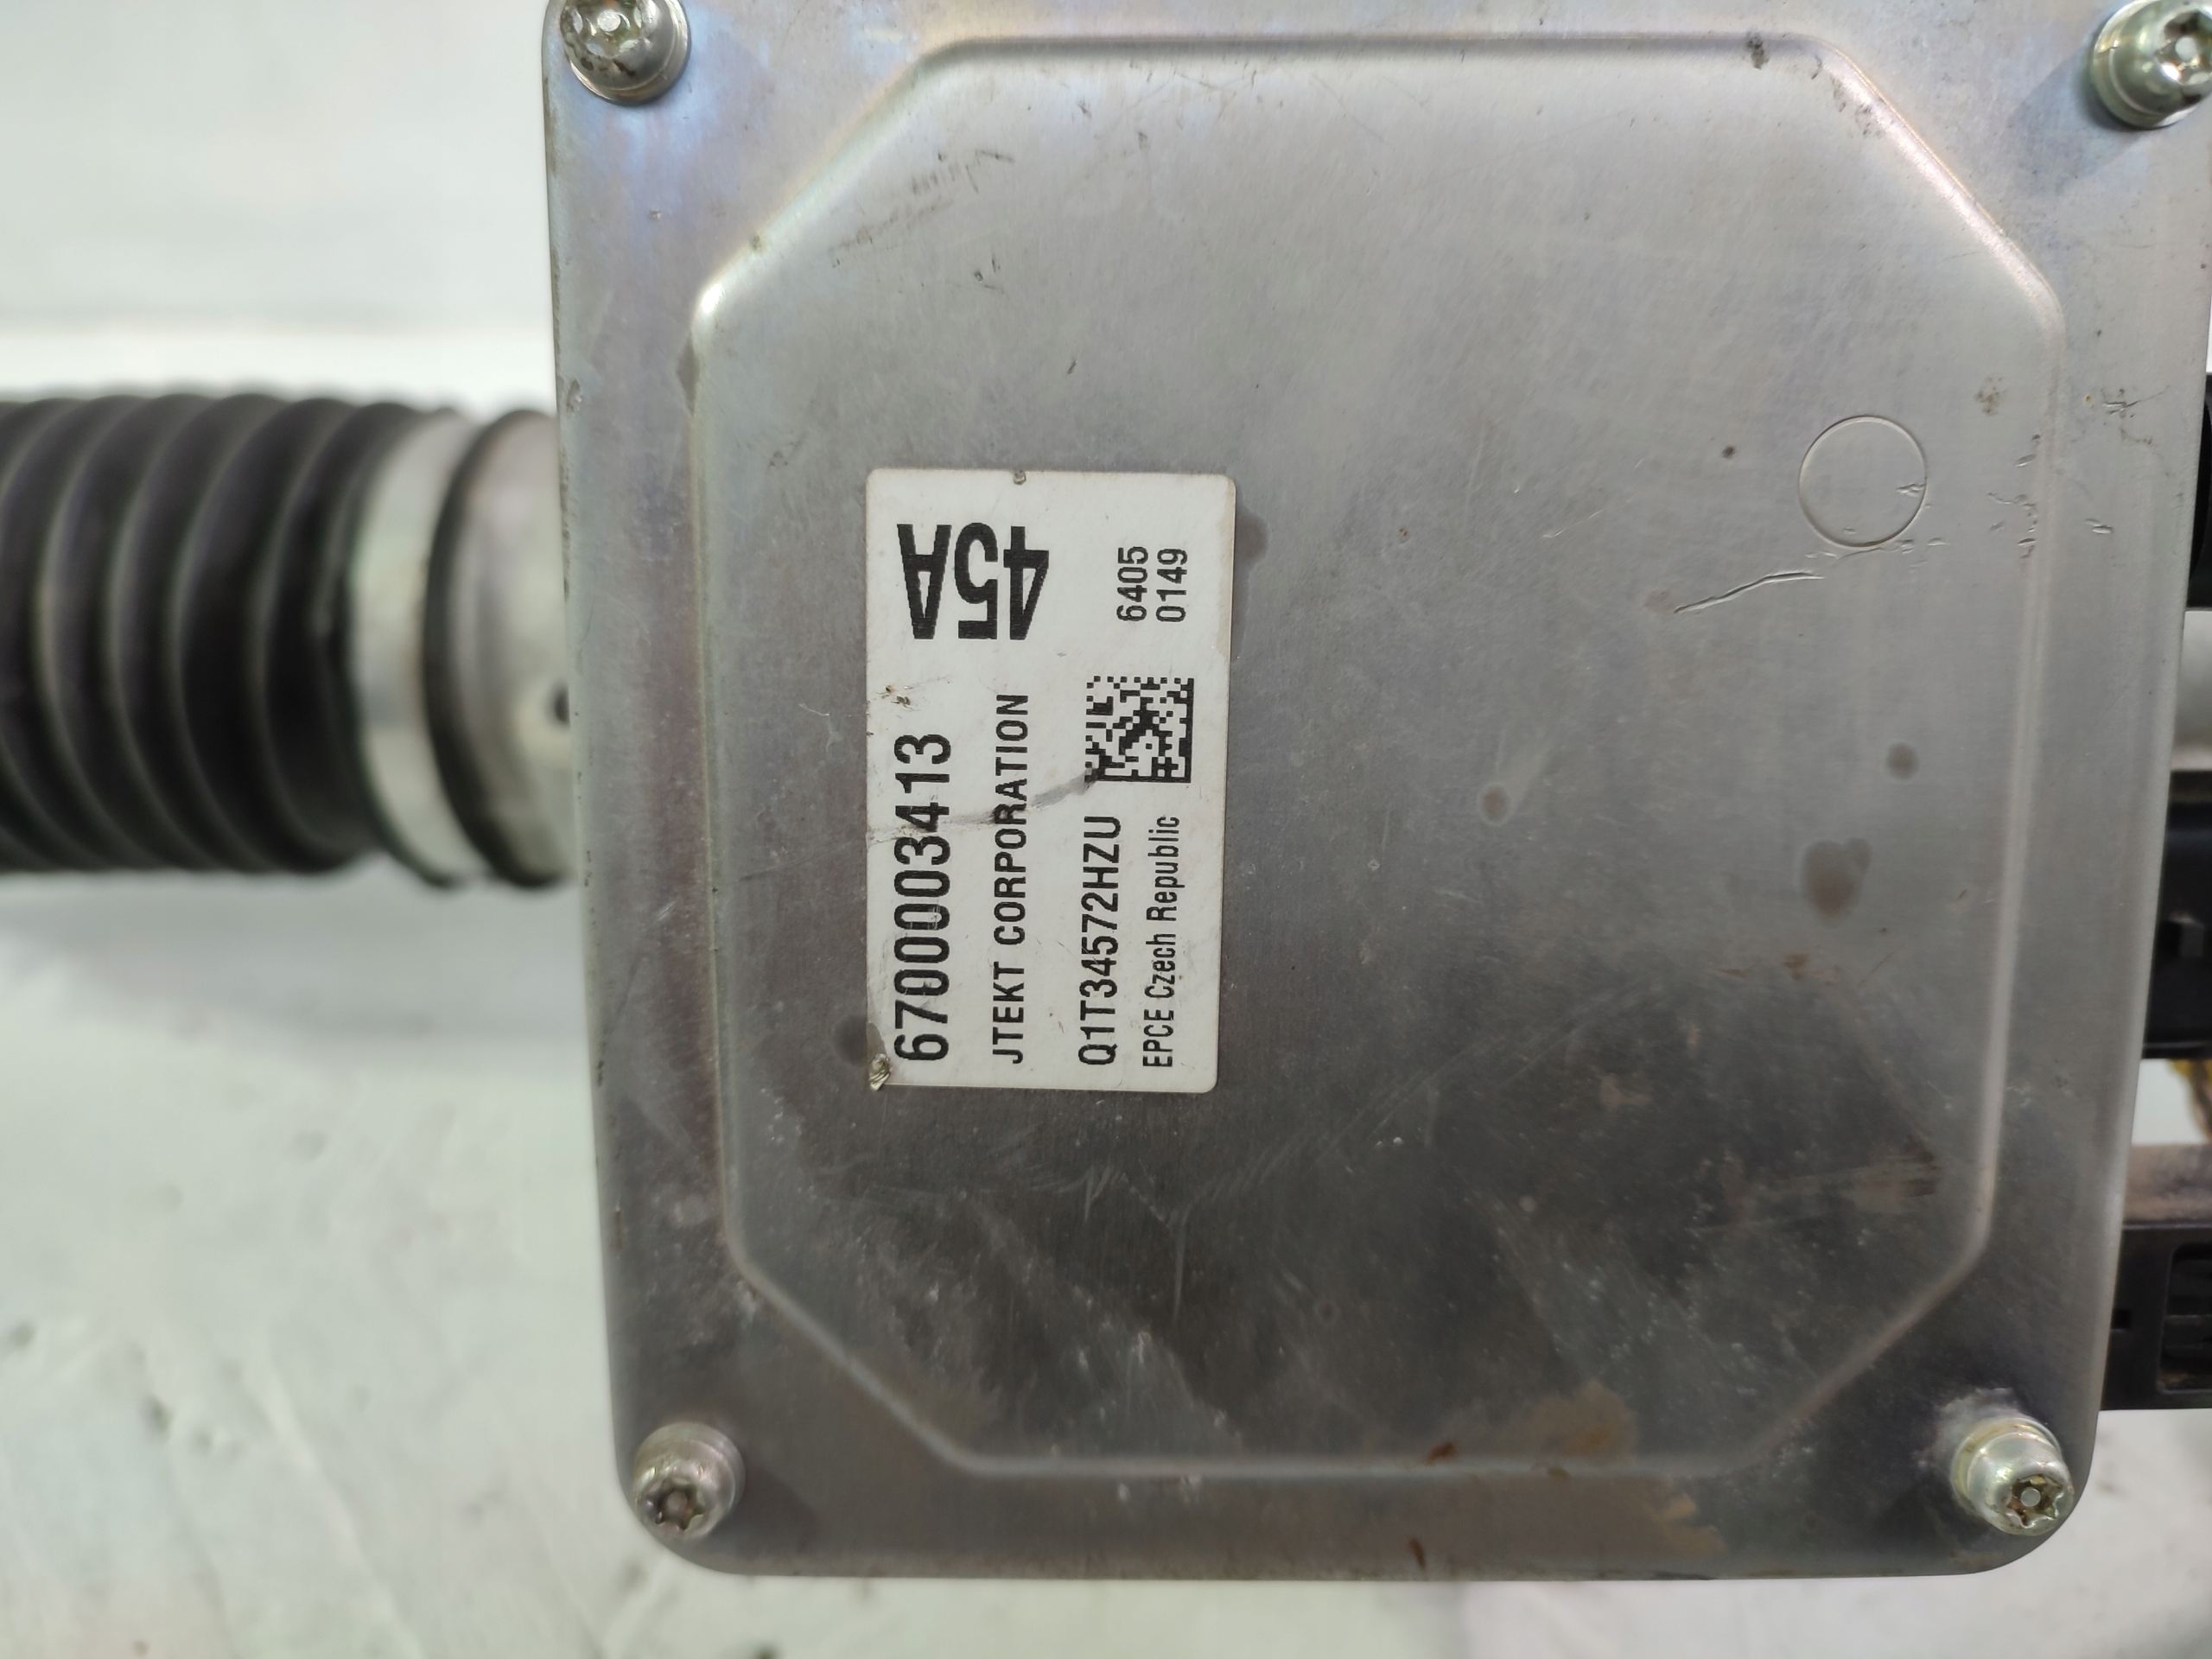 6700003413
JTEKT CORPORATION
45A
Q1T34572HZU
EPCE Czech Republic
6405
0149